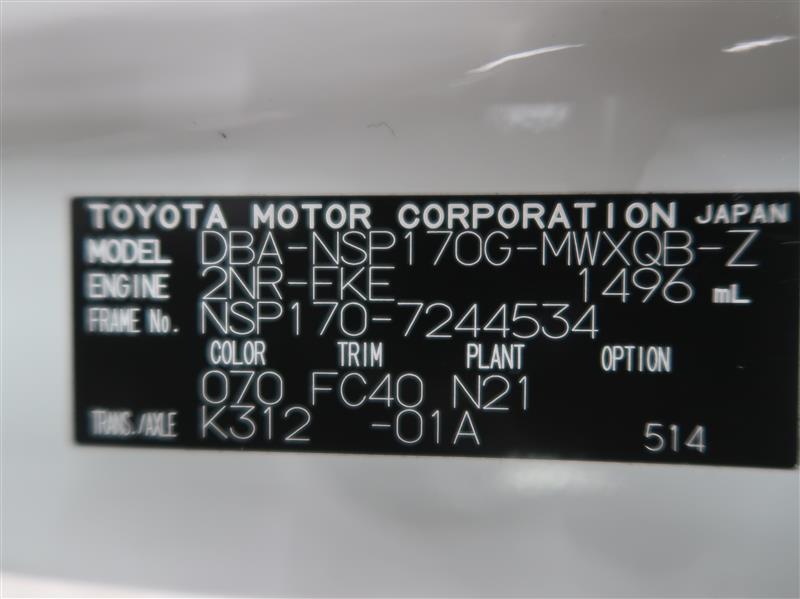 TOYOTA MOTOR CORPORATION JAPAN
MODEL DBA-NSP170G-MWXQB-Z
ENGINE 2NR-FKE 1496 mL
FRAME No. NSP170-7244534
COLOR TRIM PLANT OPTION
070 FC40 N21
TRANS./AXLE K312 -01A 514